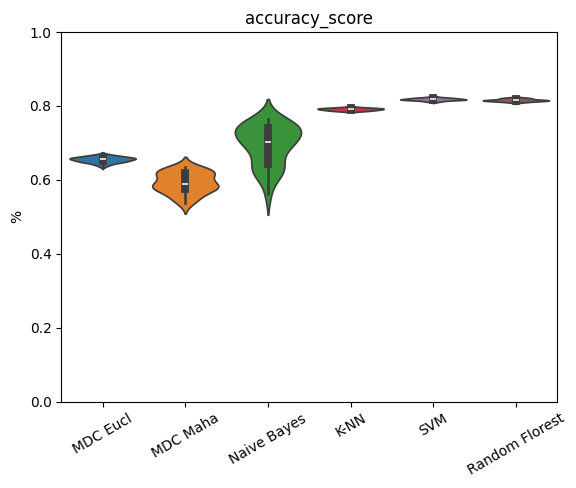 accuracy_score
1.0
0.8
0.6
0.4
0.2
0.0
%
MDC Eucl
MDC Maha
Naive Bayes
K-NN
SVM
Random Florest